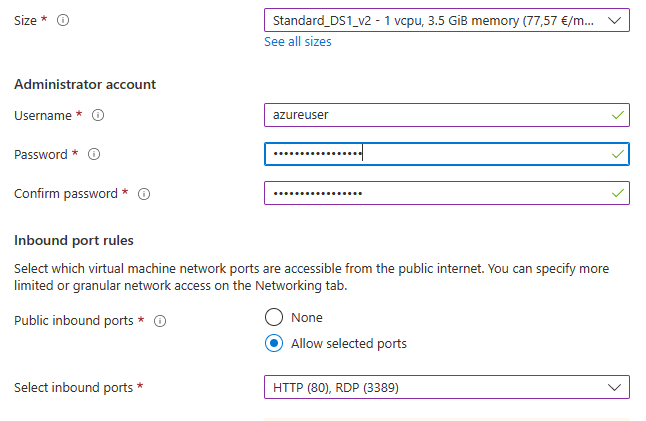 Size * Standard_DS1_v2 - 1 vcpu, 3.5 GiB memory (77,57 €/m...
See all sizes
Administrator account
Username * azureuser
Password * •••••••••••••••••
Confirm password * •••••••••••••••••
Inbound port rules
Select which virtual machine network ports are accessible from the public internet. You can specify more
limited or granular network access on the Networking tab.
Public inbound ports * None
Allow selected ports
Select inbound ports * HTTP (80), RDP (3389)